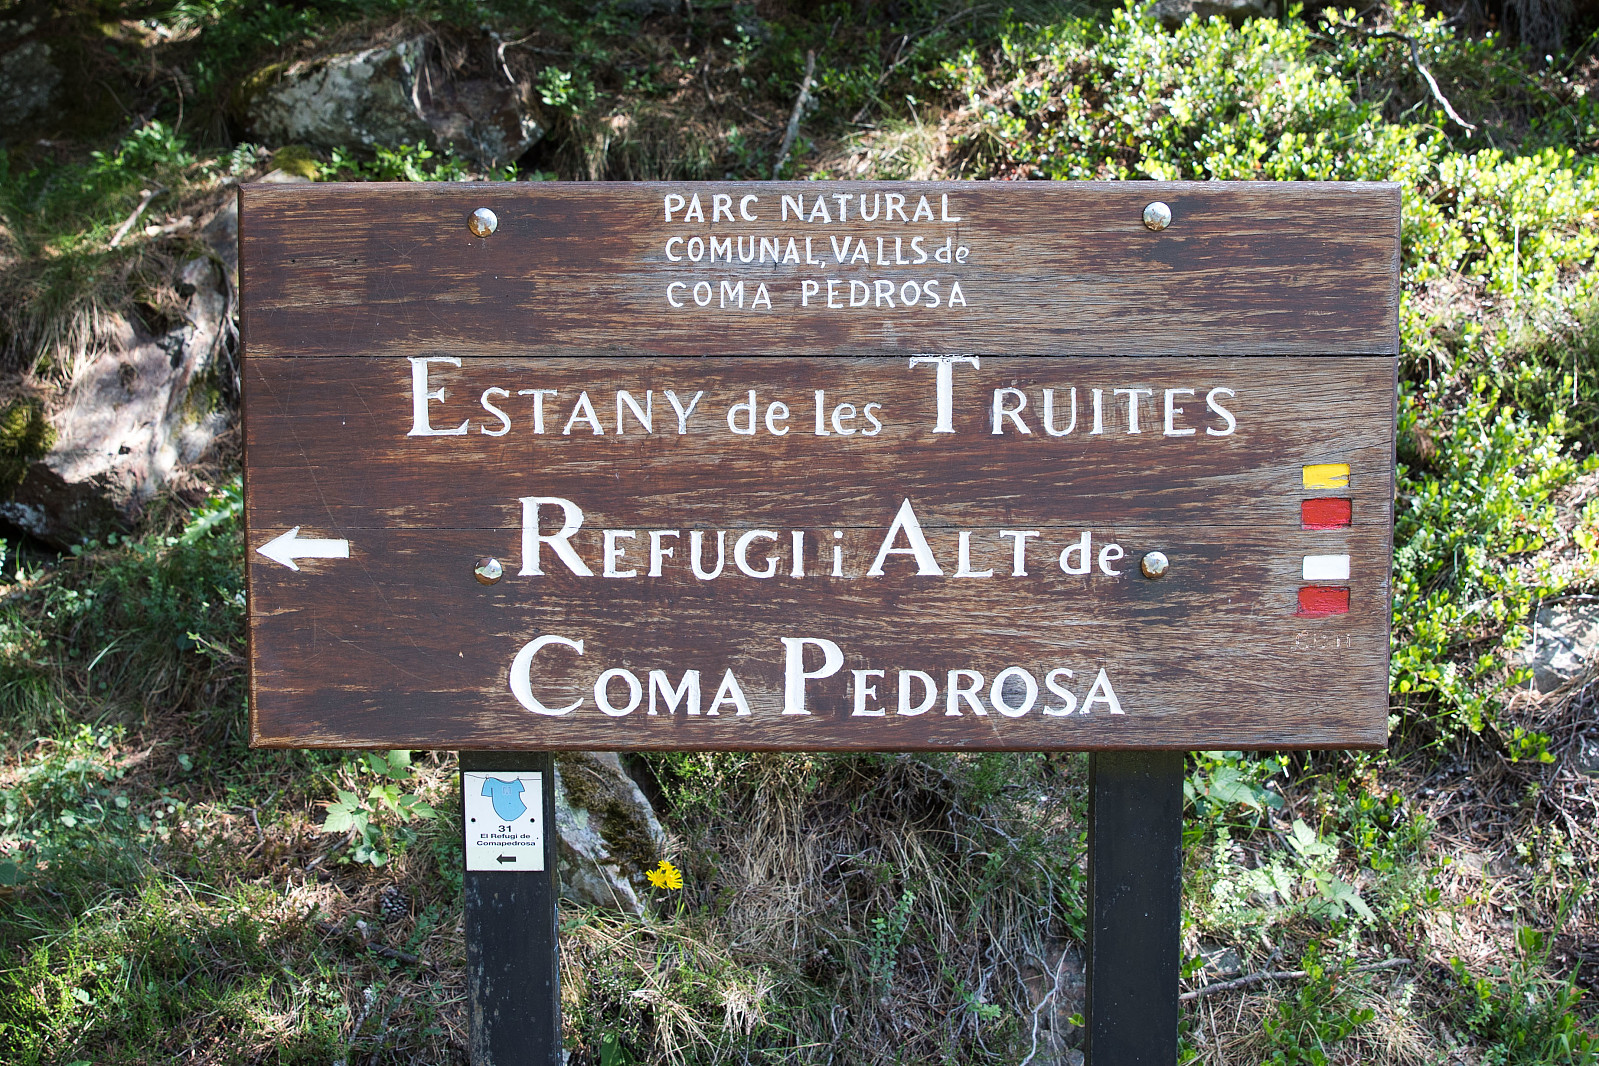 PARC NATURAL
COMUNAL, VALLS de
COMA PEDROSA
ESTANY de les TRUITES
REFUGI i ALT de
COMA PEDROSA
31
El Refugi de
Comapedrosa